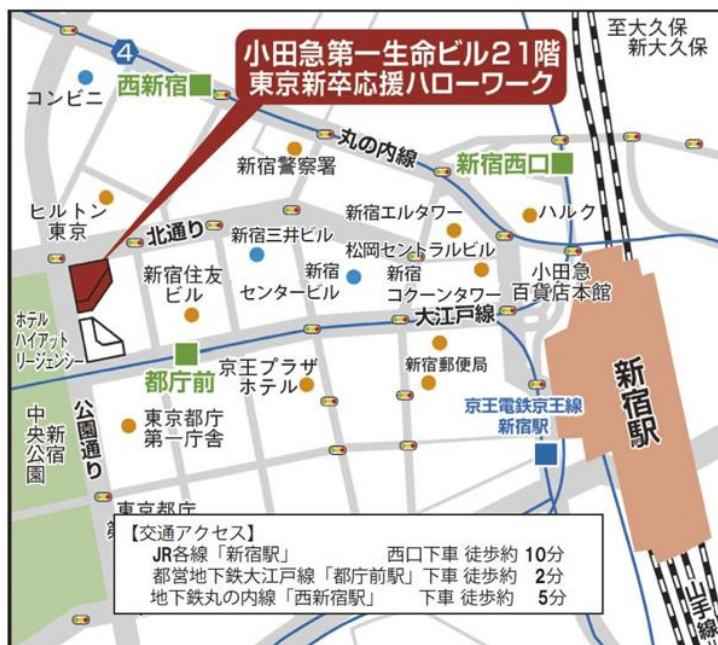 至大久保
新大久保
小田急第一生命ビル21階
東京新卒応援ハローワーク
4
コンビニ
西新宿
丸の内線
新宿警察署
新宿西口
ヒルトン
東京
北通り
新宿エルタワー
ハルク
新宿三井ビル
松岡セントラルビル
新宿住友
ビル
新宿
センタービル
新宿
コクーンタワー
小田急
百貨店本館
ホテル
ハイアット
リージェンシー
大江戸線
都庁前
京王プラザ
ホテル
新宿郵便局
新宿駅
京王電鉄京王線
新宿駅
新宿
中央公園
公園通り
東京都庁
第一庁舎
東京都庁
第
【交通アクセス】
JR各線「新宿駅」 西口下車 徒歩約 10分
都営地下鉄大江戸線「都庁前駅」下車 徒歩約 2分
地下鉄丸の内線「西新宿駅」 下車 徒歩約 5分
山手線